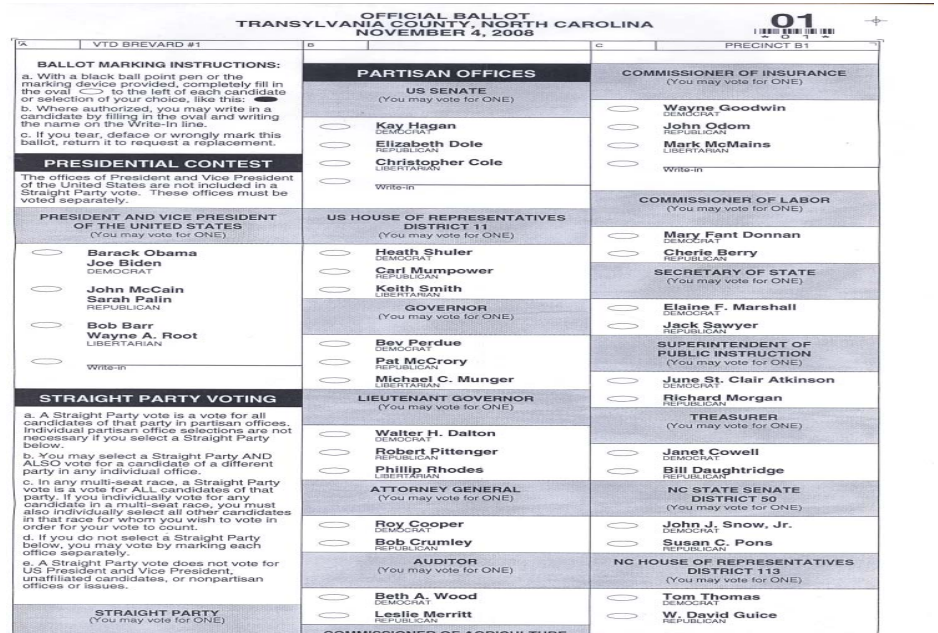 OFFICIAL BALLOT
TRANSYLVANIA COUNTY, NORTH CAROLINA
NOVEMBER 4, 2008
01
* 0 1 *
A
VTD BREVARD #1
B
C
PRECINCT B1
BALLOT MARKING INSTRUCTIONS:
a. With a black ball point pen or the
marking device provided, completely fill in
the oval to the left of each candidate
or selection of your choice, like this:
b. Where authorized, you may write in a
candidate by filling in the oval and writing
the name on the Write-In line.
c. If you tear, deface or wrongly mark this
ballot, return it to request a replacement.
PRESIDENTIAL CONTEST
The offices of President and Vice President
of the United States are not included in a
Straight Party vote. These offices must be
voted separately.
PRESIDENT AND VICE PRESIDENT
OF THE UNITED STATES
(You may vote for ONE)
Barack Obama
Joe Biden
DEMOCRAT
John McCain
Sarah Palin
REPUBLICAN
Bob Barr
Wayne A. Root
LIBERTARIAN
Write-in
STRAIGHT PARTY VOTING
a. A Straight Party vote is a vote for all
candidates of that party in partisan offices.
Individual partisan office selections are not
necessary if you select a Straight Party
below.
b. You may select a Straight Party AND
ALSO vote for a candidate of a different
party in any individual office.
c. In any multi-seat race, a Straight Party
vote is a vote for ALL candidates of that
party. If you individually vote for any
candidate in a multi-seat race, you must
also individually select all other candidates
in that race for whom you wish to vote in
order for your vote to count.
d. If you do not select a Straight Party
below, you may vote by marking each
office separately.
e. A Straight Party vote does not vote for
US President and Vice President,
unaffiliated candidates, or nonpartisan
offices or issues.
STRAIGHT PARTY
(You may vote for ONE)
PARTISAN OFFICES
US SENATE
(You may vote for ONE)
Kay Hagan
DEMOCRAT
Elizabeth Dole
REPUBLICAN
Christopher Cole
LIBERTARIAN
Write-in
US HOUSE OF REPRESENTATIVES
DISTRICT 11
(You may vote for ONE)
Heath Shuler
DEMOCRAT
Carl Mumpower
REPUBLICAN
Keith Smith
LIBERTARIAN
GOVERNOR
(You may vote for ONE)
Bev Perdue
DEMOCRAT
Pat McCrory
REPUBLICAN
Michael C. Munger
LIBERTARIAN
LIEUTENANT GOVERNOR
(You may vote for ONE)
Walter H. Dalton
DEMOCRAT
Robert Pittenger
REPUBLICAN
Phillip Rhodes
LIBERTARIAN
ATTORNEY GENERAL
(You may vote for ONE)
Roy Cooper
DEMOCRAT
Bob Crumley
REPUBLICAN
AUDITOR
(You may vote for ONE)
Beth A. Wood
DEMOCRAT
Leslie Merritt
REPUBLICAN
COMMISSIONER OF AGRICULTURE
COMMISSIONER OF INSURANCE
(You may vote for ONE)
Wayne Goodwin
DEMOCRAT
John Odom
REPUBLICAN
Mark McMains
LIBERTARIAN
Write-in
COMMISSIONER OF LABOR
(You may vote for ONE)
Mary Fant Donnan
DEMOCRAT
Cherie Berry
REPUBLICAN
SECRETARY OF STATE
(You may vote for ONE)
Elaine F. Marshall
DEMOCRAT
Jack Sawyer
REPUBLICAN
SUPERINTENDENT OF
PUBLIC INSTRUCTION
(You may vote for ONE)
June St. Clair Atkinson
DEMOCRAT
Richard Morgan
REPUBLICAN
TREASURER
(You may vote for ONE)
Janet Cowell
DEMOCRAT
Bill Daughtridge
REPUBLICAN
NC STATE SENATE
DISTRICT 50
(You may vote for ONE)
John J. Snow, Jr.
DEMOCRAT
Susan C. Pons
REPUBLICAN
NC HOUSE OF REPRESENTATIVES
DISTRICT 113
(You may vote for ONE)
Tom Thomas
DEMOCRAT
W. David Guice
REPUBLICAN